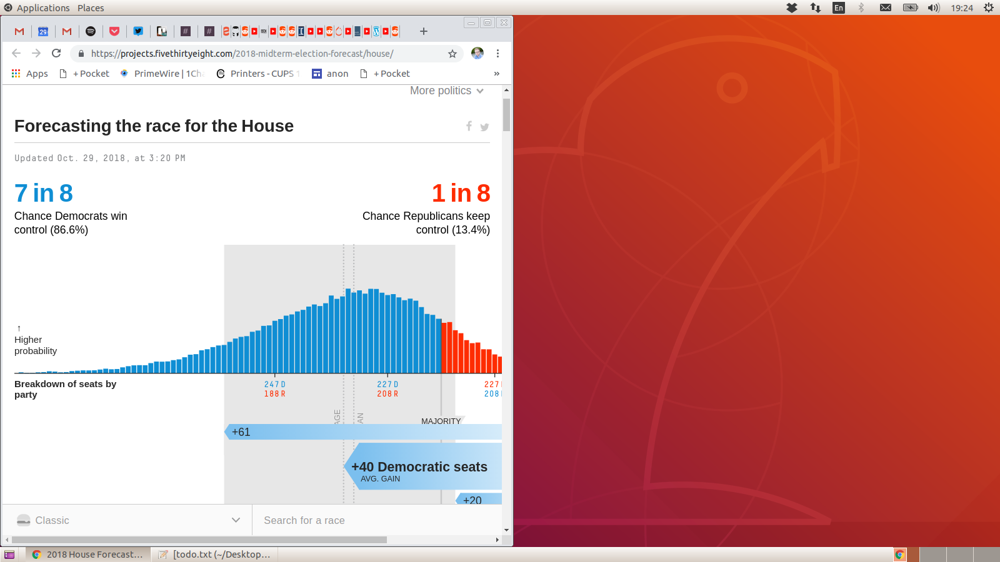 Applications Places
En
19:24
29
https://projects.fivethirtyeight.com/2018-midterm-election-forecast/house/
Apps
+ Pocket
PrimeWire | 1Ch
Printers - CUPS 1
anon
+ Pocket
»
More politics
Forecasting the race for the House
Updated Oct. 29, 2018, at 3:20 PM
7 in 8
1 in 8
Chance Democrats win
control (86.6%)
Chance Republicans keep
control (13.4%)
↑
Higher
probability
Breakdown of seats by
party
247 D
188 R
227 D
208 R
227
208
AGE
AN
MAJORITY
+61
+40 Democratic seats
AVG. GAIN
+20
Classic
Search for a race
2018 House Forecast...
[todo.txt (~/Desktop...